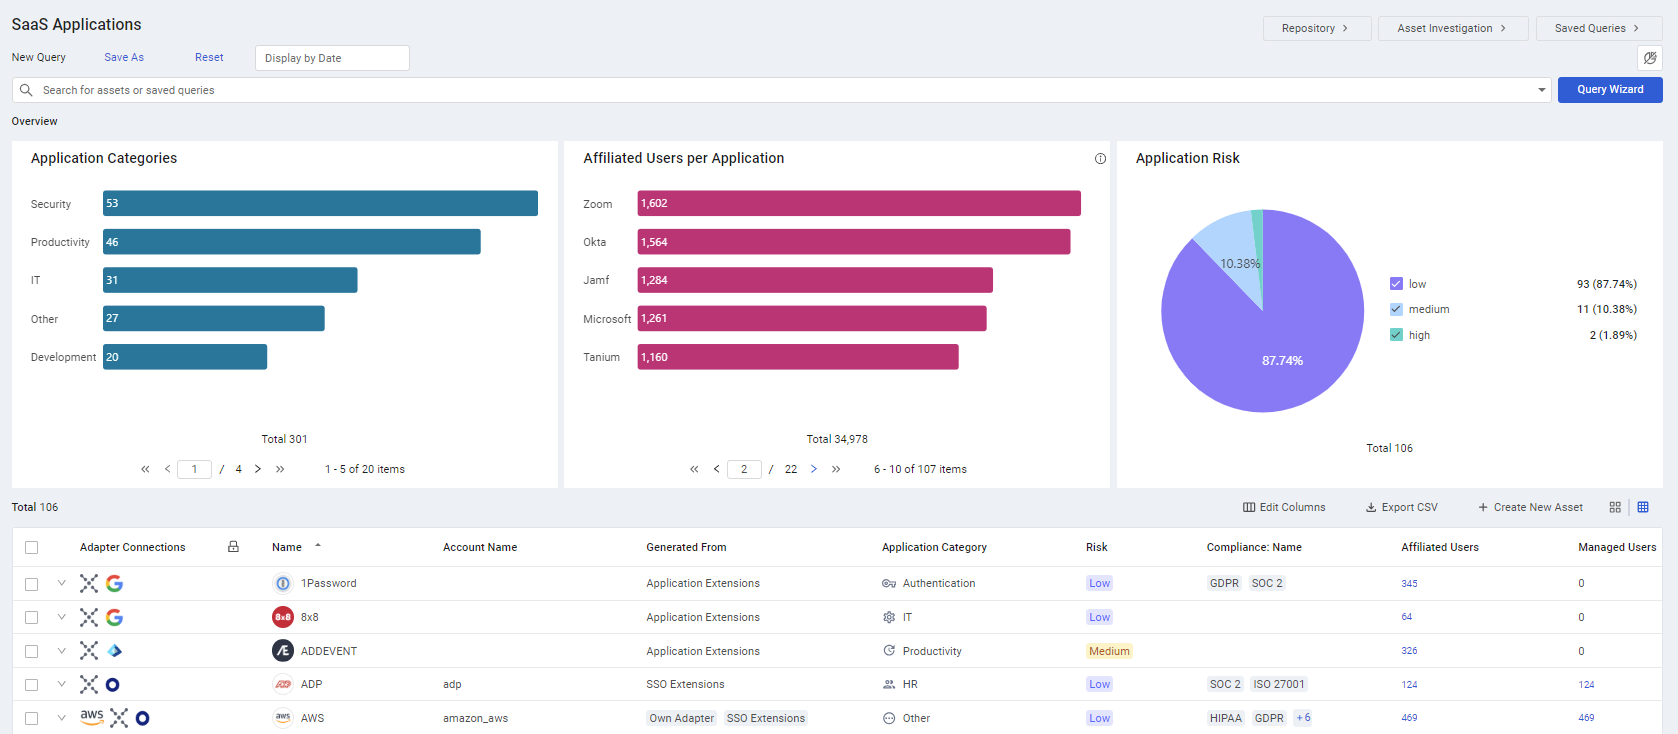 SaaS Applications
Repository
Asset Investigation
Saved Queries
New Query
Save As
Reset
Display by Date
Search for assets or saved queries
Query Wizard
Overview
Application Categories
Security 53
Productivity 46
IT 31
Other 27
Development 20
Total 301
1 / 4 1 - 5 of 20 items
Affiliated Users per Application
Zoom 1,602
Okta 1,564
Jamf 1,284
Microsoft 1,261
Tanium 1,160
Total 34,978
2 / 22 6 - 10 of 107 items
Application Risk
10.38%
87.74%
low 93 (87.74%)
medium 11 (10.38%)
high 2 (1.89%)
Total 106
Total 106 Edit Columns Export CSV + Create New Asset
Adapter Connections Name Account Name Generated From Application Category Risk Compliance: Name Affiliated Users Managed Users
1Password Application Extensions Authentication Low GDPR SOC 2 345 0
8x8 8x8 Application Extensions IT Low 64 0
Æ ADDEVENT Application Extensions Productivity Medium 326 0
ADP ADP adp SSO Extensions HR Low SOC 2 ISO 27001 124 124
aws aws AWS amazon_aws Own Adapter SSO Extensions Other Low HIPAA GDPR +6 469 469